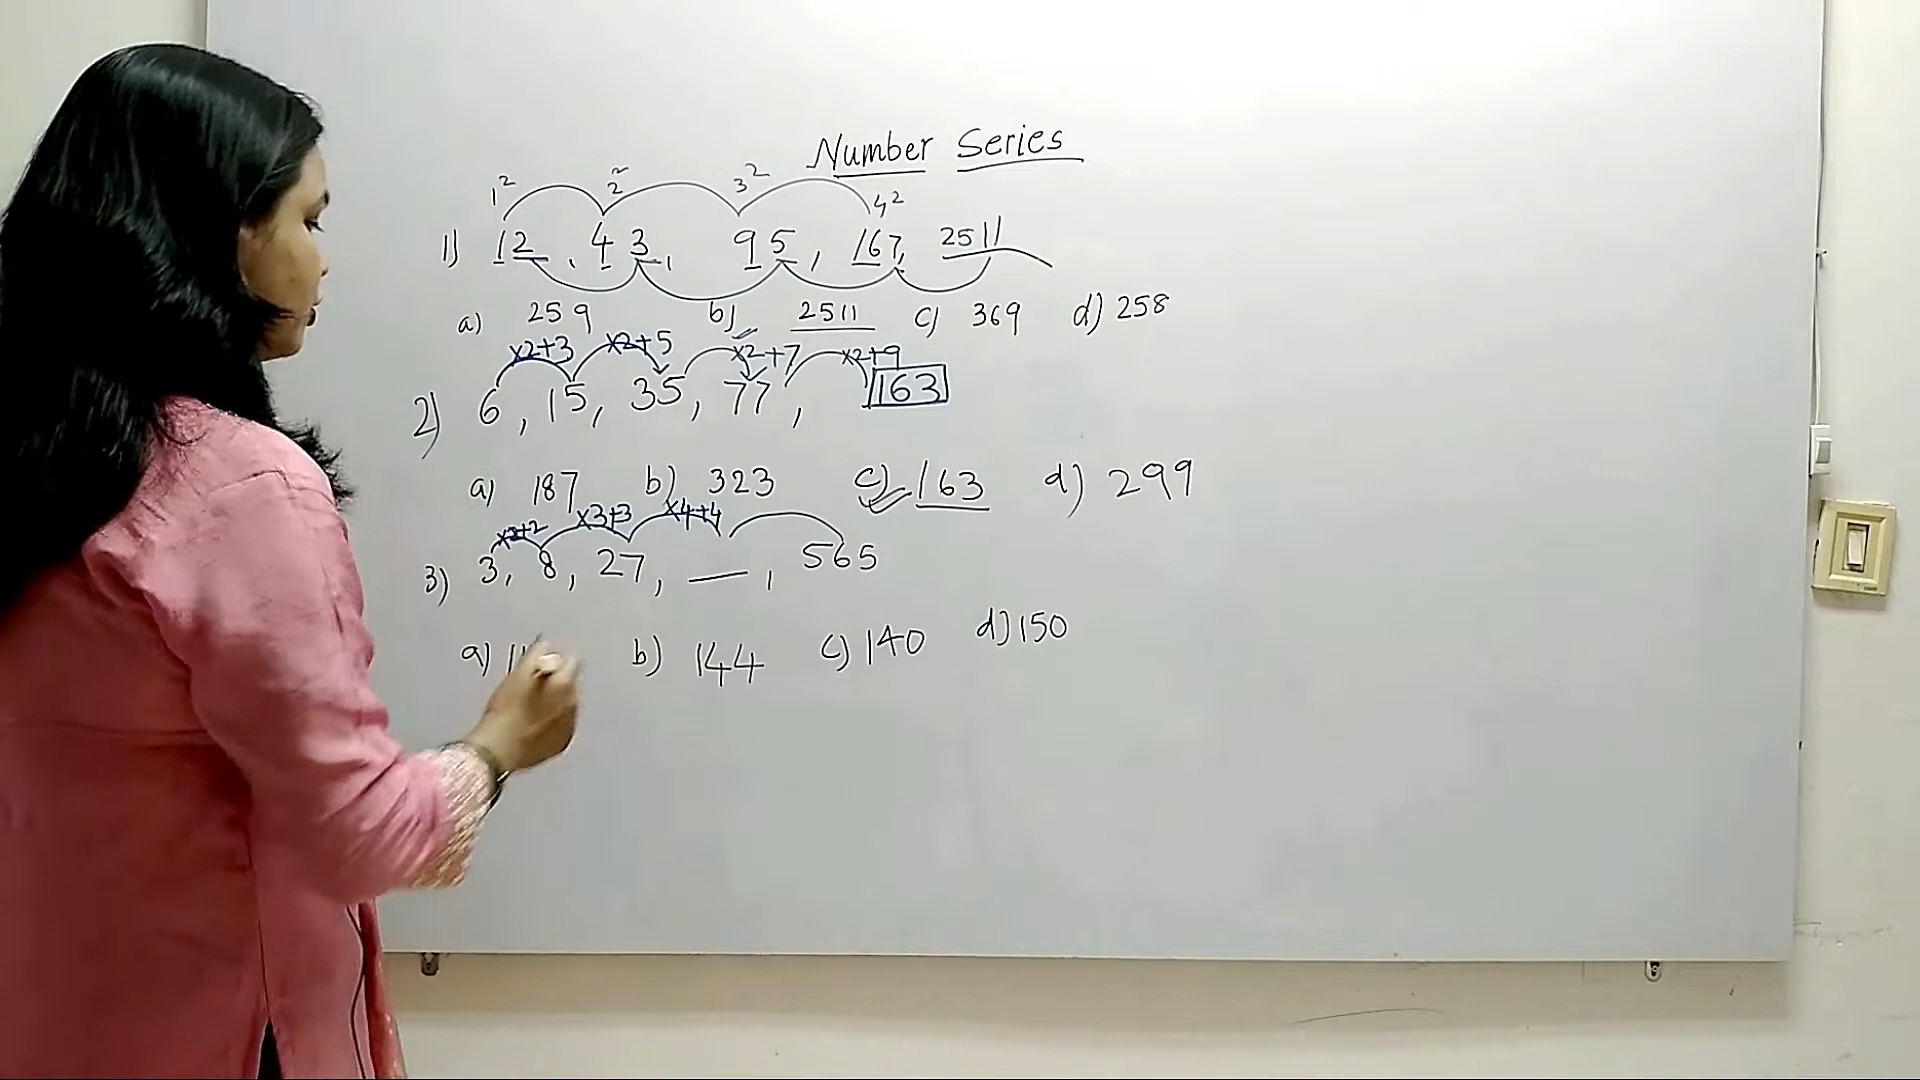 Number Series
1² 2² 3² 4²
1) 12, 43, 95, 167, 2511
a) 259 b) 2511 c) 369 d) 258
×2+3 ×2+5 ×2+7 ×2+9
2) 6, 15, 35, 77, 163
a) 187 b) 323 c) 163 d) 299
×2+2 ×3+3 ×4+4
3) 3, 8, 27, __, 565
a) b) 144 c) 140 d) 150